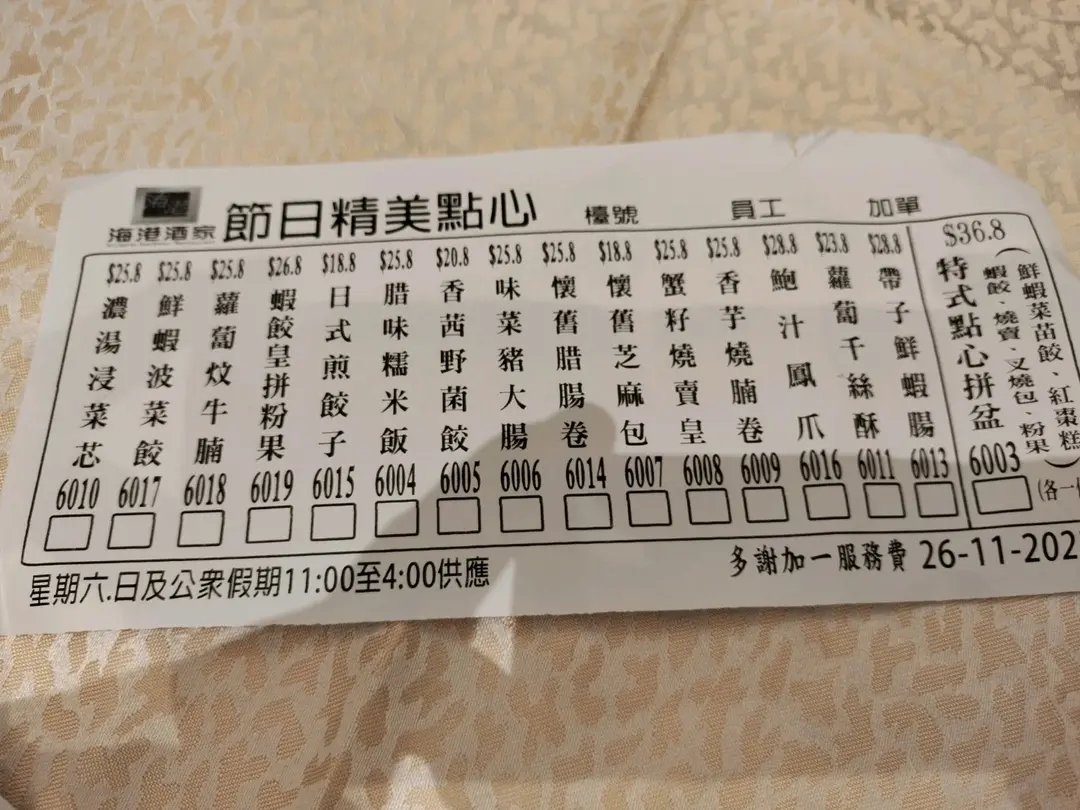 海港酒家
節日精美點心
檯號 員工 加單
$25.8 濃湯浸菜芯 6010
$25.8 鮮蝦波菜餃 6017
$25.8 蘿蔔炆牛腩 6018
$26.8 蝦餃皇拼粉果 6019
$18.8 日式煎餃子 6015
$25.8 腊味糯米飯 6004
$20.8 香茜野菌餃 6005
$25.8 味菜豬大腸 6006
$25.8 懷舊腊腸卷 6014
$18.8 懷舊芝麻包 6007
$25.8 蟹籽燒賣皇 6008
$25.8 香芋燒腩卷 6009
$28.8 鮑汁鳳爪 6016
$23.8 蘿蔔千絲酥 6011
$28.8 帶子鮮蝦腸 6013
$36.8 特式點心拼盆 6003
(鮮蝦菜苗餃、紅棗糕
蝦餃、燒賣、叉燒包、粉果)
(各一
星期六.日及公眾假期11:00至4:00供應
多謝加一服務費 26-11-202